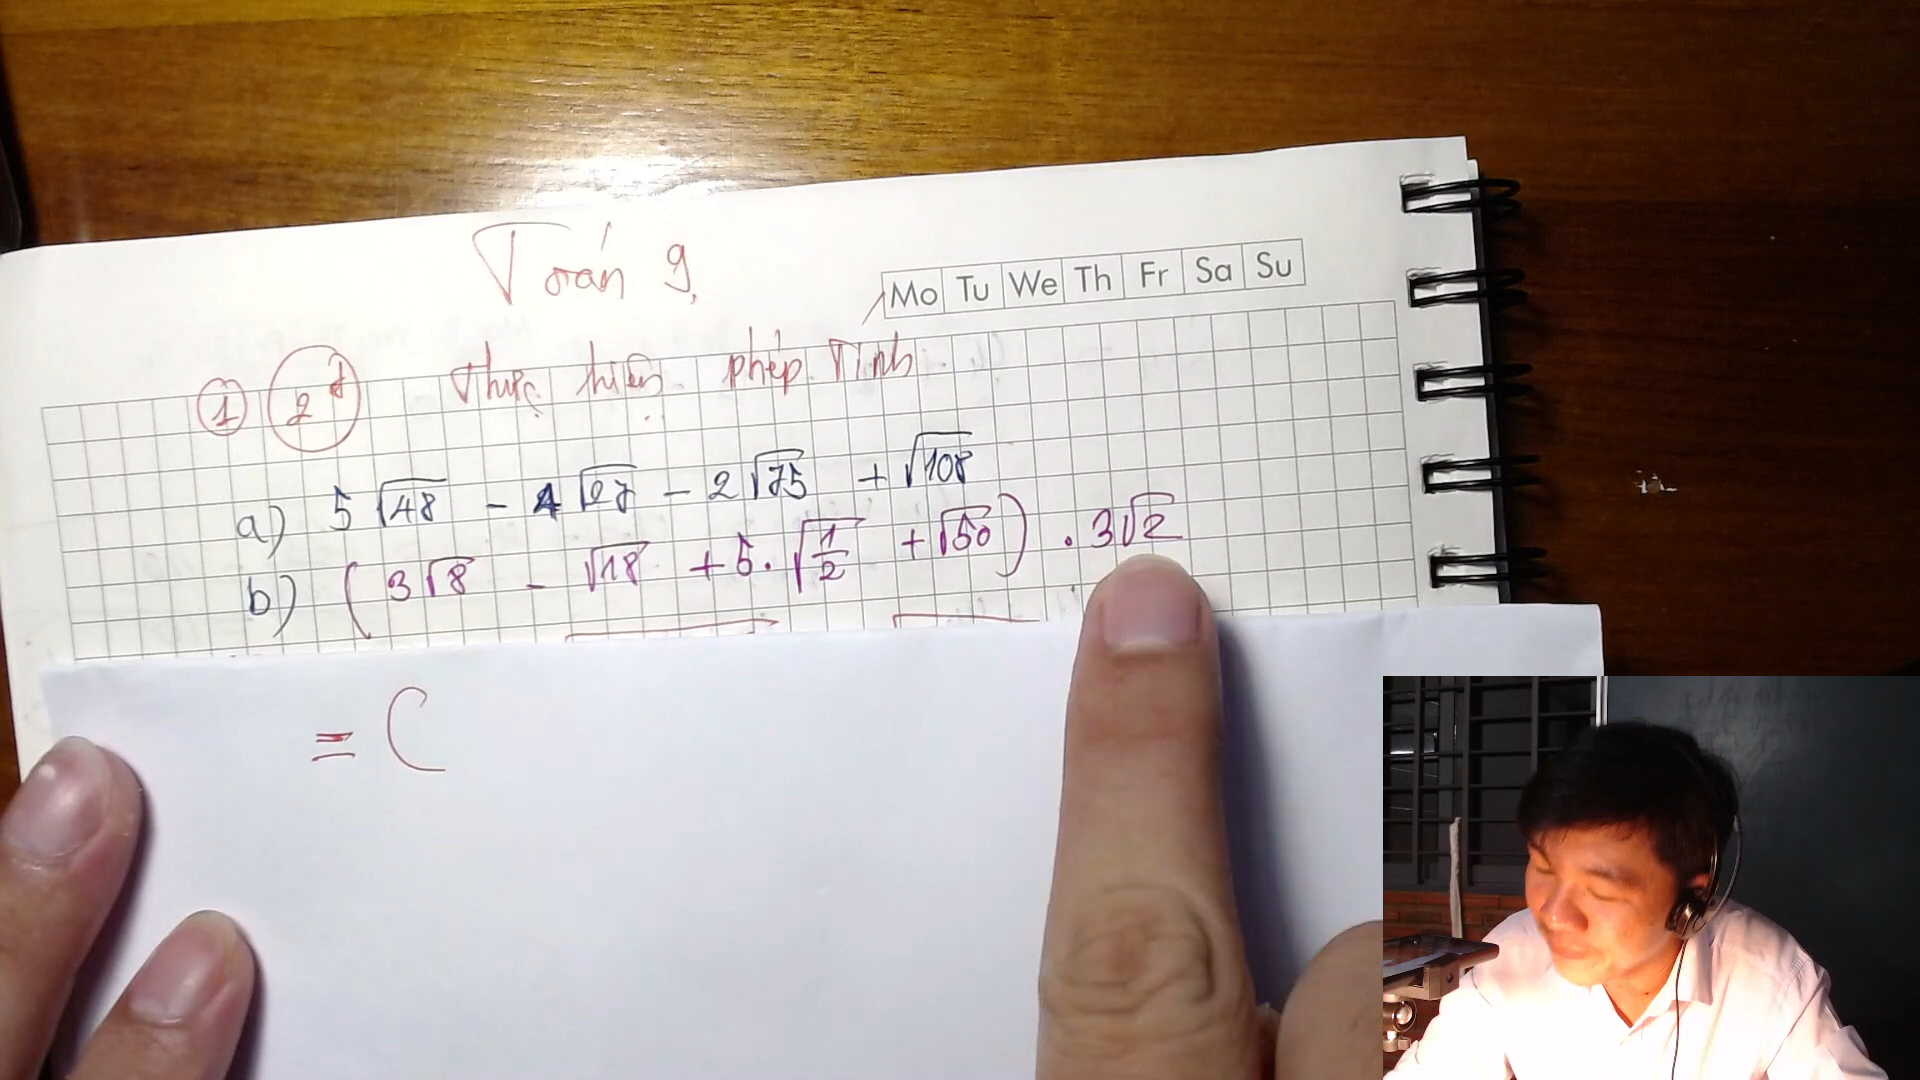 Toán 9.
Mo Tu We Th Fr Sa Su
① 2đ Thực hiện phép tính
a) 5√48 - 4√27 - 2√75 + √108
b) (3√8 - √18 + 5.√1/2 + √50) . 3√2
= (